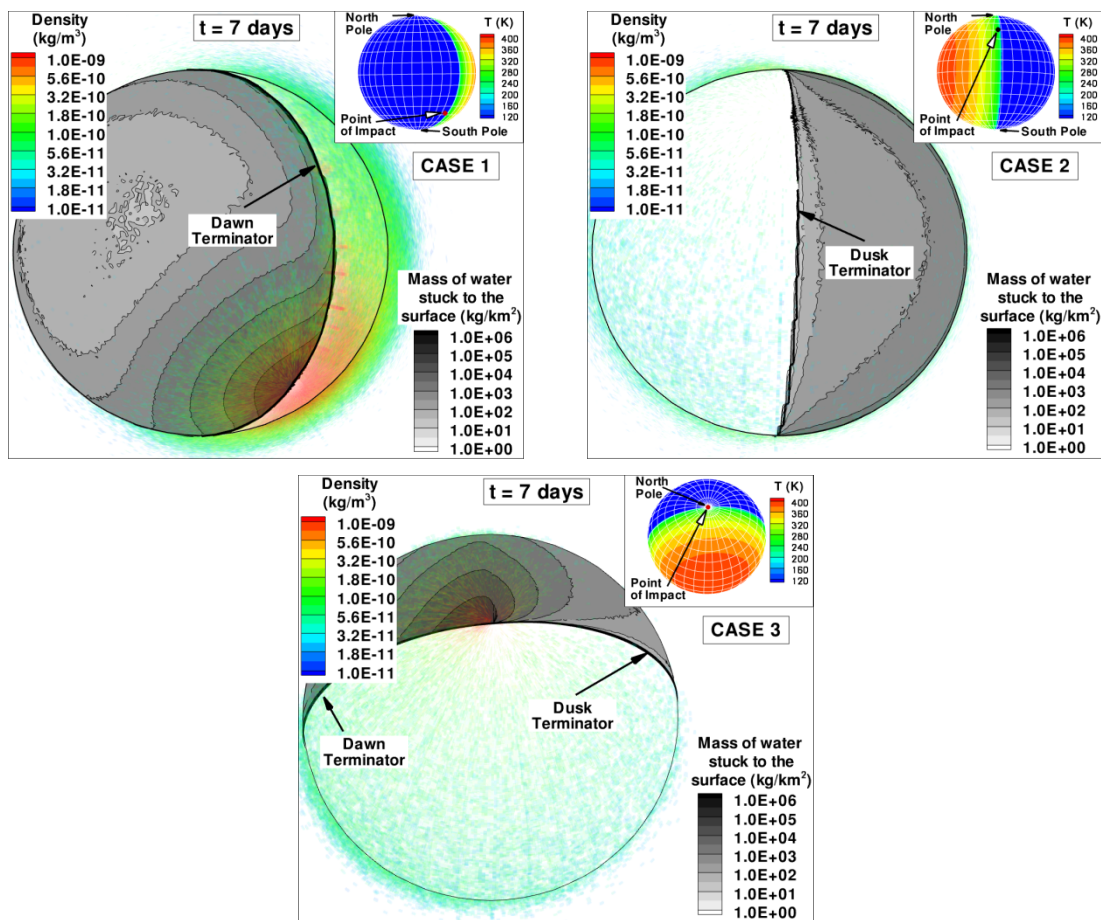 Density
(kg/m3)
1.0E-09
5.6E-10
3.2E-10
1.8E-10
1.0E-10
5.6E-11
3.2E-11
1.8E-11
1.0E-11
t = 7 days
North
Pole
T (K)
400
360
320
280
240
200
160
120
Point
of Impact
South Pole
CASE 1
Dawn
Terminator
Mass of water
stuck to the
surface (kg/km2)
1.0E+06
1.0E+05
1.0E+04
1.0E+03
1.0E+02
1.0E+01
1.0E+00
Density
(kg/m3)
1.0E-09
5.6E-10
3.2E-10
1.8E-10
1.0E-10
5.6E-11
3.2E-11
1.8E-11
1.0E-11
t = 7 days
North
Pole
T (K)
400
360
320
280
240
200
160
120
Point
of Impact
South Pole
CASE 2
Dusk
Terminator
Mass of water
stuck to the
surface (kg/km2)
1.0E+06
1.0E+05
1.0E+04
1.0E+03
1.0E+02
1.0E+01
1.0E+00
Density
(kg/m3)
1.0E-09
5.6E-10
3.2E-10
1.8E-10
1.0E-10
5.6E-11
3.2E-11
1.8E-11
1.0E-11
t = 7 days
North
Pole
T (K)
400
360
320
280
240
200
160
120
Point
of Impact
CASE 3
Dusk
Terminator
Dawn
Terminator
Mass of water
stuck to the
surface (kg/km2)
1.0E+06
1.0E+05
1.0E+04
1.0E+03
1.0E+02
1.0E+01
1.0E+00